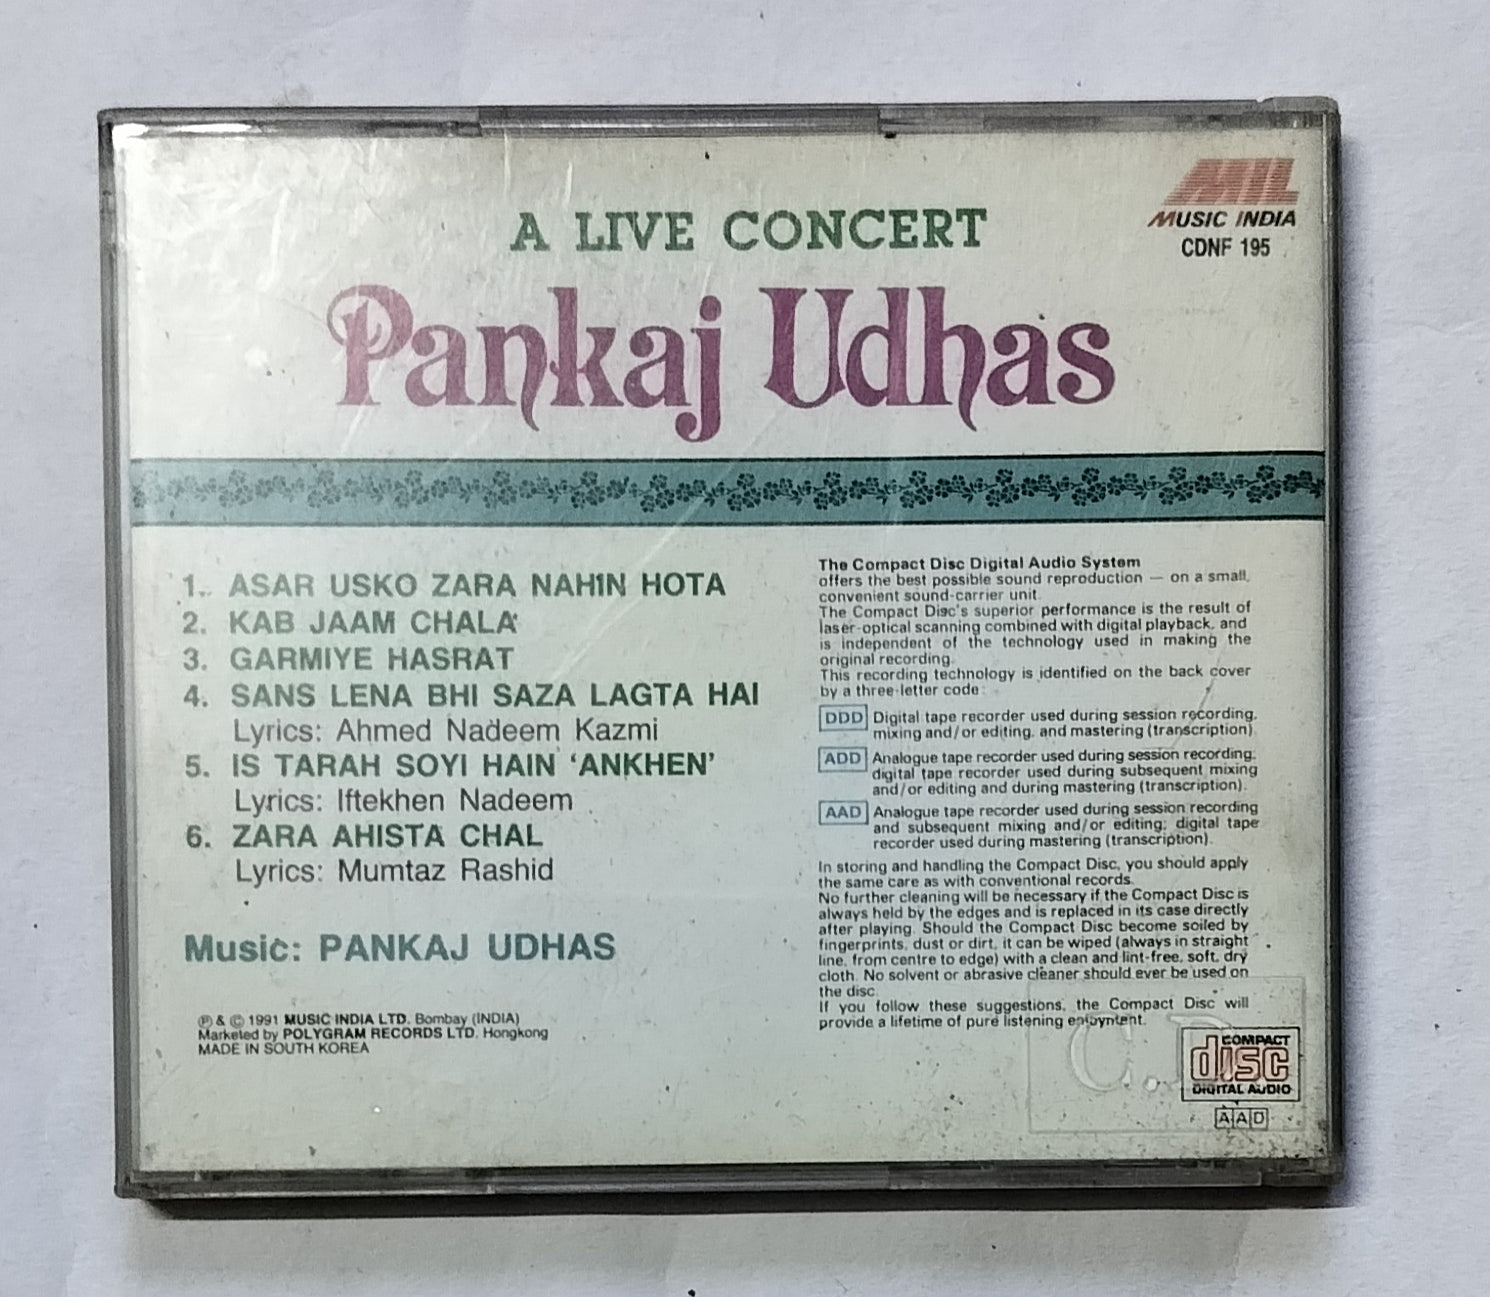 MIL
MUSIC INDIA
CDNF 195
A LIVE CONCERT
Pankaj Udhas
1. ASAR USKO ZARA NAHIN HOTA
2. KAB JAAM CHALA
3. GARMIYE HASRAT
4. SANS LENA BHI SAZA LAGTA HAI
Lyrics: Ahmed Nadeem Kazmi
5. IS TARAH SOYI HAIN ‘ANKHEN’
Lyrics: Iftekhen Nadeem
6. ZARA AHISTA CHAL
Lyrics: Mumtaz Rashid
Music: PANKAJ UDHAS
℗ & © 1991 MUSIC INDIA LTD. Bombay (INDIA)
Marketed by POLYGRAM RECORDS LTD. Hongkong
MADE IN SOUTH KOREA
The Compact Disc Digital Audio System
offers the best possible sound reproduction — on a small,
convenient sound-carrier unit.
The Compact Disc's superior performance is the result of
laser-optical scanning combined with digital playback, and
is independent of the technology used in making the
original recording.
This recording technology is identified on the back cover
by a three-letter code:
DDD Digital tape recorder used during session recording,
mixing and/or editing, and mastering (transcription).
ADD Analogue tape recorder used during session recording,
digital tape recorder used during subsequent mixing
and/or editing and during mastering (transcription).
AAD Analogue tape recorder used during session recording
and subsequent mixing and/or editing; digital tape
recorder used during mastering (transcription).
In storing and handling the Compact Disc, you should apply
the same care as with conventional records.
No further cleaning will be necessary if the Compact Disc is
always held by the edges and is replaced in its case directly
after playing. Should the Compact Disc become soiled by
fingerprints, dust or dirt, it can be wiped (always in straight
line, from centre to edge) with a clean and lint-free, soft, dry
cloth. No solvent or abrasive cleaner should ever be used on
the disc.
If you follow these suggestions, the Compact Disc will
provide a lifetime of pure listening enjoyment.
COMPACT
disc
DIGITAL AUDIO
AAD